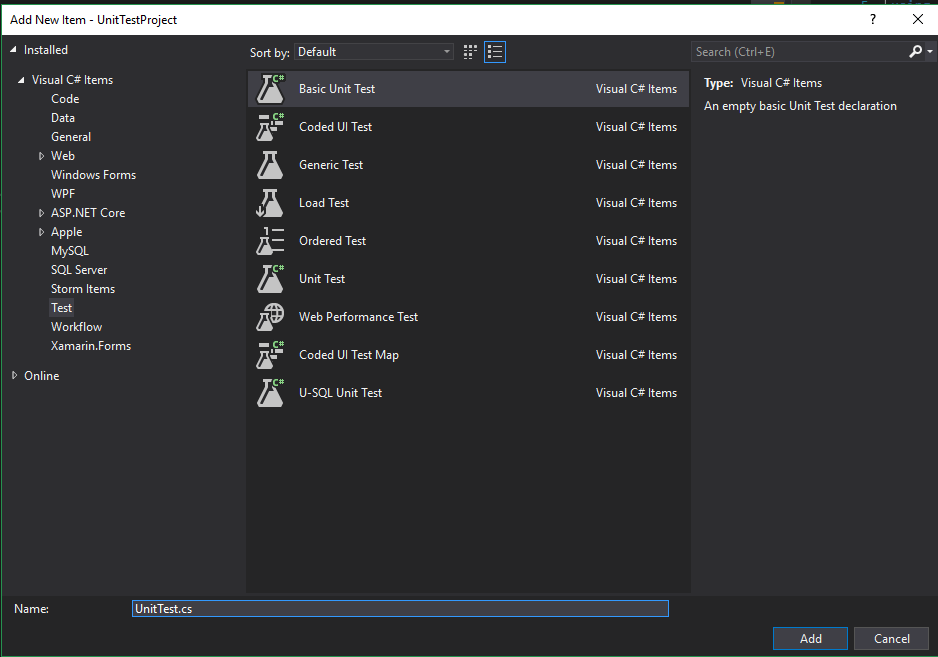 Add New Item - UnitTestProject
?
Installed
Visual C# Items
Code
Data
General
Web
Windows Forms
WPF
ASP.NET Core
Apple
MySQL
SQL Server
Storm Items
Test
Workflow
Xamarin.Forms
Online
Sort by: Default
C# Basic Unit Test Visual C# Items
C# Coded UI Test Visual C# Items
Generic Test Visual C# Items
Load Test Visual C# Items
Ordered Test Visual C# Items
C# Unit Test Visual C# Items
Web Performance Test Visual C# Items
C# Coded UI Test Map Visual C# Items
C# U-SQL Unit Test Visual C# Items
Search (Ctrl+E)
Type: Visual C# Items
An empty basic Unit Test declaration
Name: UnitTest.cs
Add Cancel